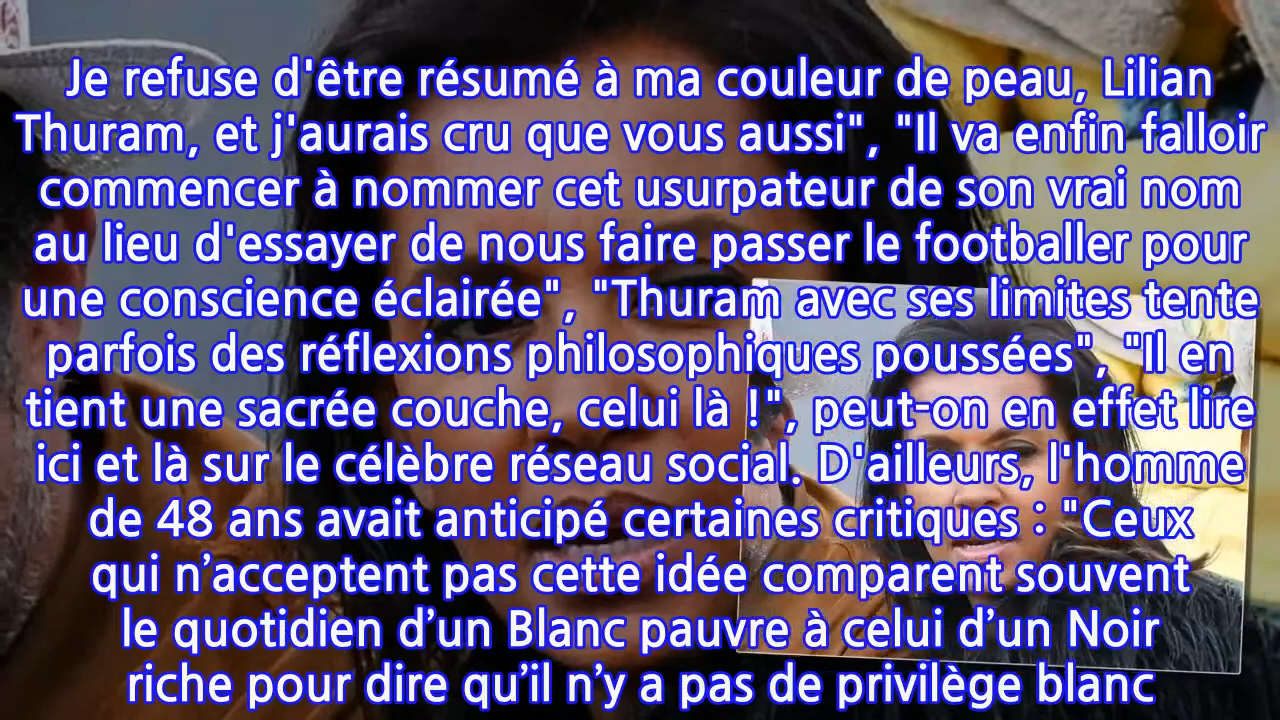 Je refuse d'être résumé à ma couleur de peau, Lilian
Thuram, et j'aurais cru que vous aussi", "Il va enfin falloir
commencer à nommer cet usurpateur de son vrai nom
au lieu d'essayer de nous faire passer le footballer pour
une conscience éclairée", "Thuram avec ses limites tente
parfois des réflexions philosophiques poussées", "Il en
tient une sacrée couche, celui là !", peut-on en effet lire
ici et là sur le célèbre réseau social. D'ailleurs, l'homme
de 48 ans avait anticipé certaines critiques : "Ceux
qui n’acceptent pas cette idée comparent souvent
le quotidien d’un Blanc pauvre à celui d’un Noir
riche pour dire qu’il n’y a pas de privilège blanc